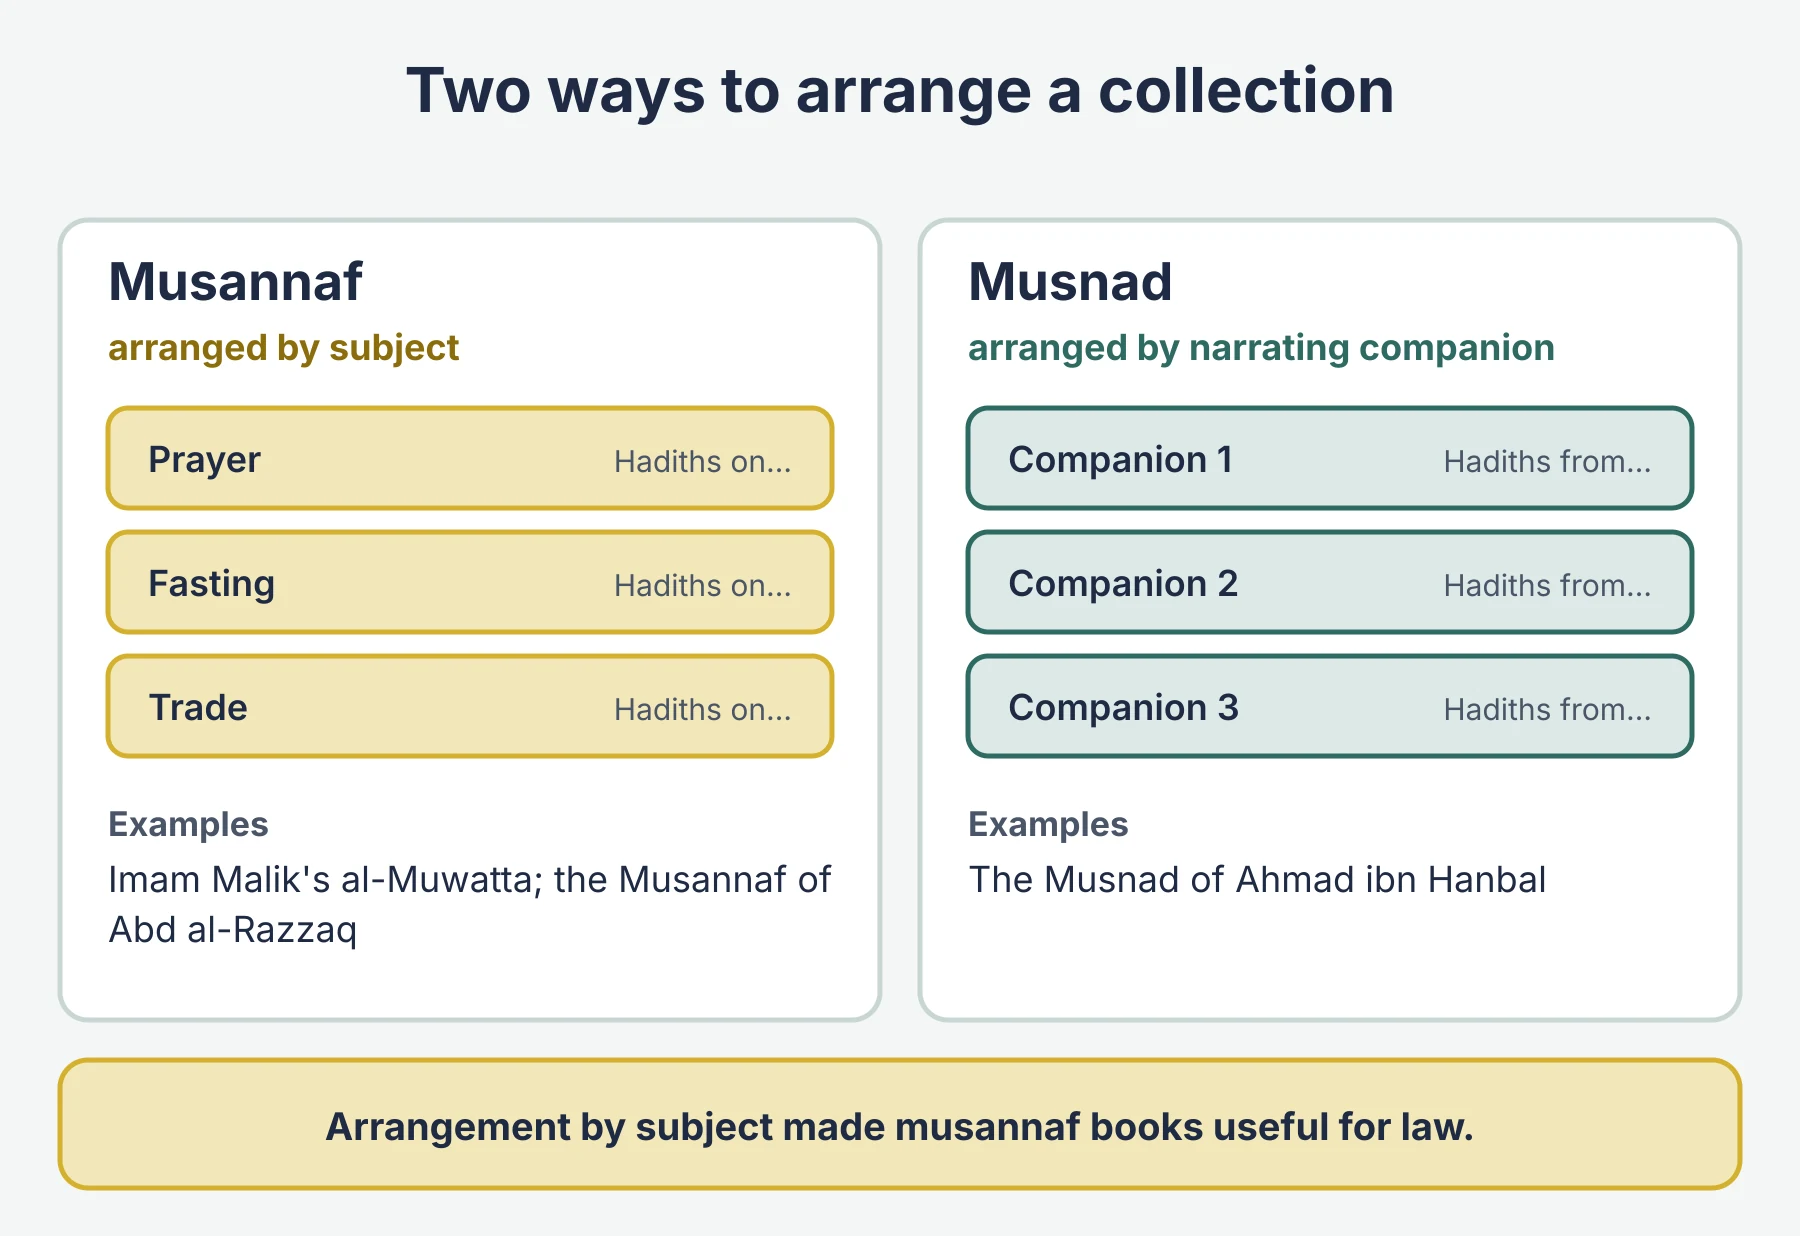 Two ways to arrange a collection
Musannaf
arranged by subject
Prayer Hadiths on...
Fasting Hadiths on...
Trade Hadiths on...
Examples
Imam Malik's al-Muwatta; the Musannaf of
Abd al-Razzaq
Musnad
arranged by narrating companion
Companion 1 Hadiths from...
Companion 2 Hadiths from...
Companion 3 Hadiths from...
Examples
The Musnad of Ahmad ibn Hanbal
Arrangement by subject made musannaf books useful for law.